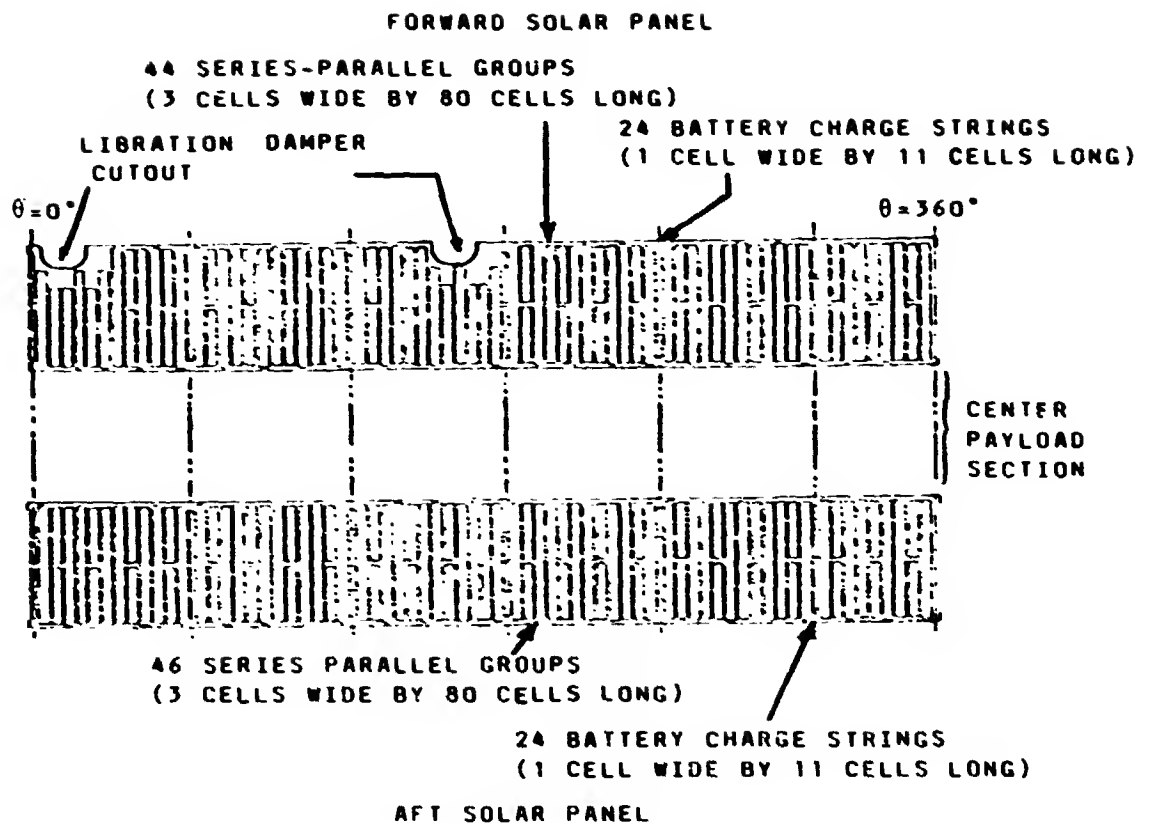 FORWARD SOLAR PANEL
44 SERIES-PARALLEL GROUPS
(3 CELLS WIDE BY 80 CELLS LONG)
24 BATTERY CHARGE STRINGS
(1 CELL WIDE BY 11 CELLS LONG)
LIBRATION DAMPER
CUTOUT
θ=0°
θ=360°
CENTER
PAYLOAD
SECTION
46 SERIES PARALLEL GROUPS
(3 CELLS WIDE BY 80 CELLS LONG)
24 BATTERY CHARGE STRINGS
(1 CELL WIDE BY 11 CELLS LONG)
AFT SOLAR PANEL